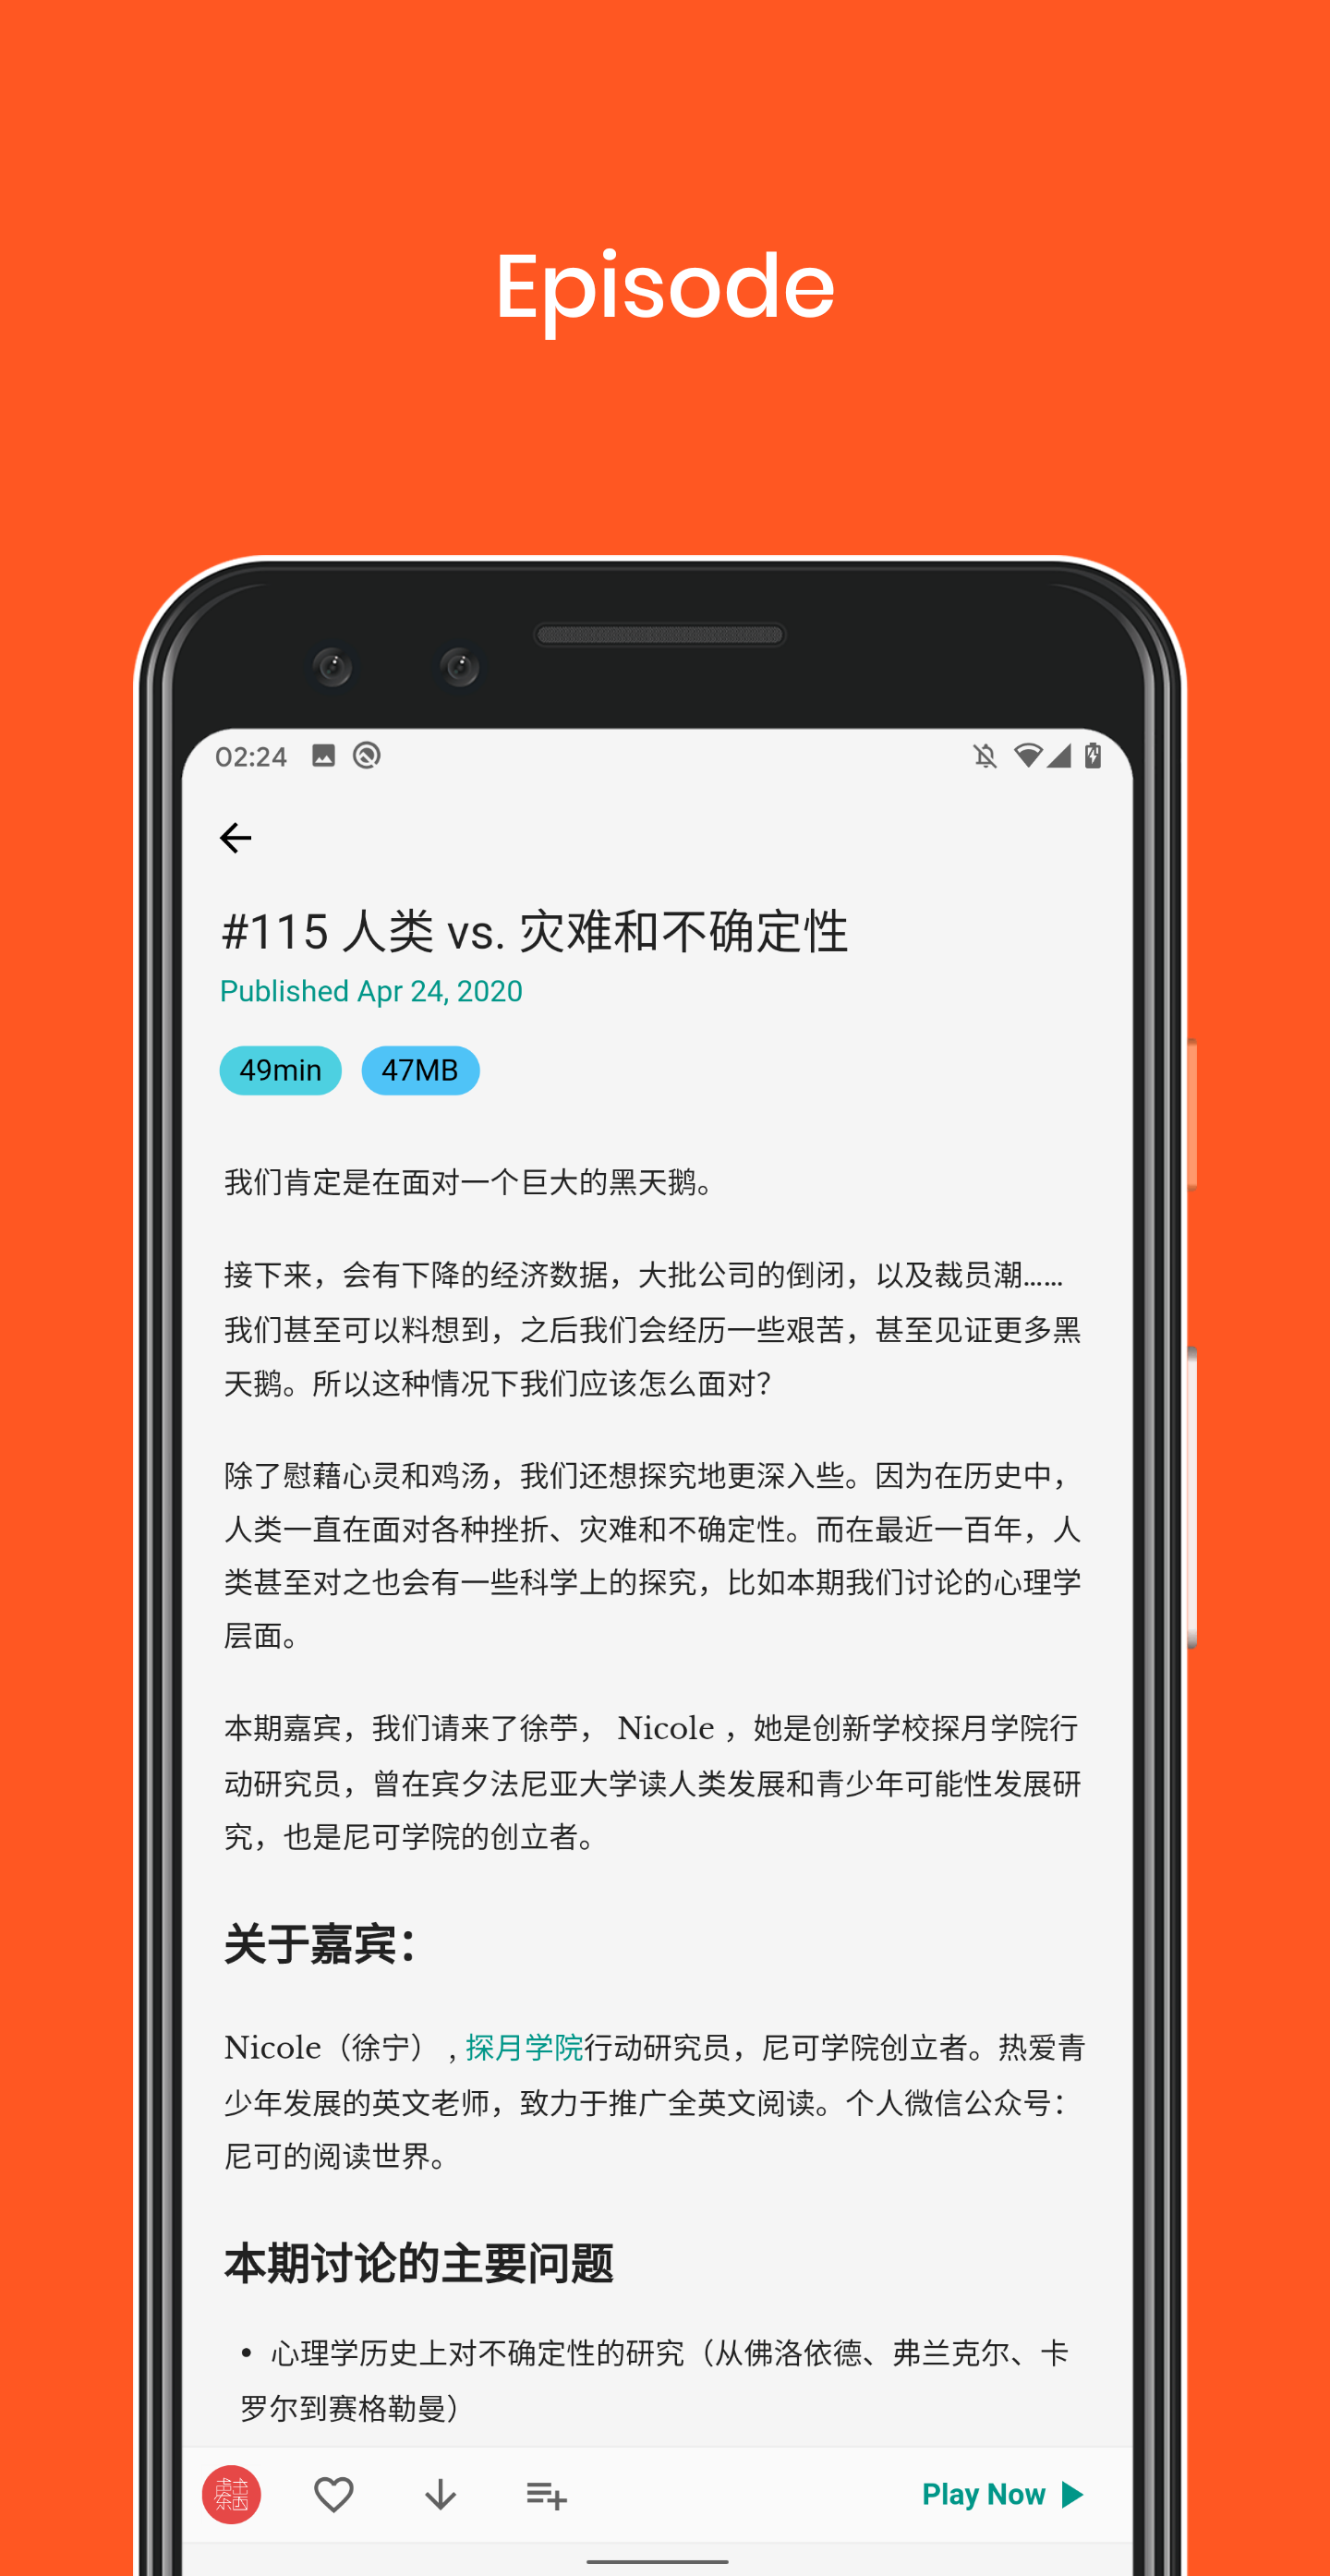 Episode
02:24
#115 人类 vs. 灾难和不确定性
Published Apr 24, 2020
49min 47MB
我们肯定是在面对一个巨大的黑天鹅。
接下来，会有下降的经济数据，大批公司的倒闭，以及裁员潮……
我们甚至可以料想到，之后我们会经历一些艰苦，甚至见证更多黑
天鹅。所以这种情况下我们应该怎么面对？
除了慰藉心灵和鸡汤，我们还想探究地更深入些。因为在历史中，
人类一直在面对各种挫折、灾难和不确定性。而在最近一百年，人
类甚至对之也会有一些科学上的探究，比如本期我们讨论的心理学
层面。
本期嘉宾，我们请来了徐苧， Nicole ，她是创新学校探月学院行
动研究员，曾在宾夕法尼亚大学读人类发展和青少年可能性发展研
究，也是尼可学院的创立者。
关于嘉宾：
Nicole（徐宁） , 探月学院行动研究员，尼可学院创立者。热爱青
少年发展的英文老师，致力于推广全英文阅读。个人微信公众号：
尼可的阅读世界。
本期讨论的主要问题
• 心理学历史上对不确定性的研究（从佛洛依德、弗兰克尔、卡
罗尔到赛格勒曼）
Play Now